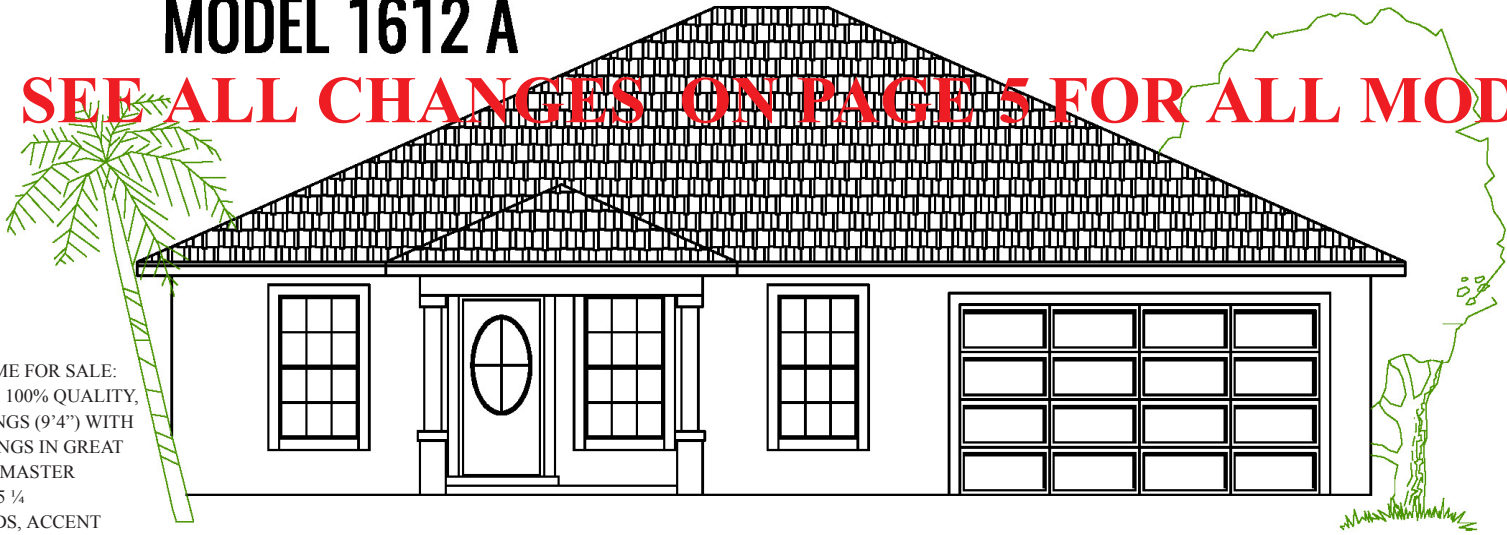 MODEL 1612 A
SEE ALL CHANGES ON PAGE 5 FOR ALL MOD
ME FOR SALE:
100% QUALITY,
NGS (9’4”) WITH
NGS IN GREAT
MASTER
5 ¼
DS, ACCENT